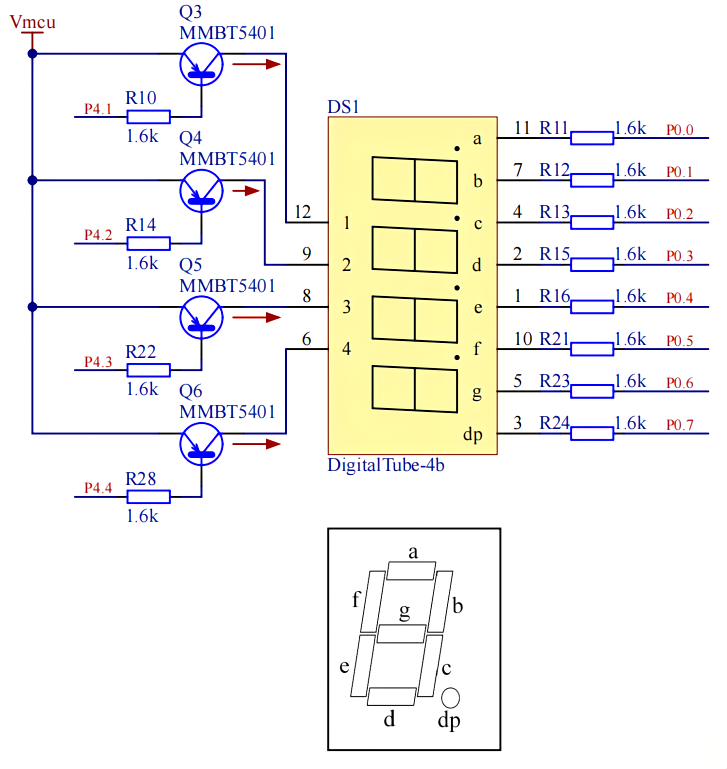 Vmcu
Q3
MMBT5401
P4.1
R10
1.6k
Q4
MMBT5401
P4.2
R14
1.6k
Q5
MMBT5401
P4.3
R22
1.6k
Q6
MMBT5401
P4.4
R28
1.6k
DS1
12 1
9 2
8 3
6 4
a 11 R11 1.6k P0.0
b 7 R12 1.6k P0.1
c 4 R13 1.6k P0.2
d 2 R15 1.6k P0.3
e 1 R16 1.6k P0.4
f 10 R21 1.6k P0.5
g 5 R23 1.6k P0.6
dp 3 R24 1.6k P0.7
DigitalTube-4b
a
f g b
e c
d dp